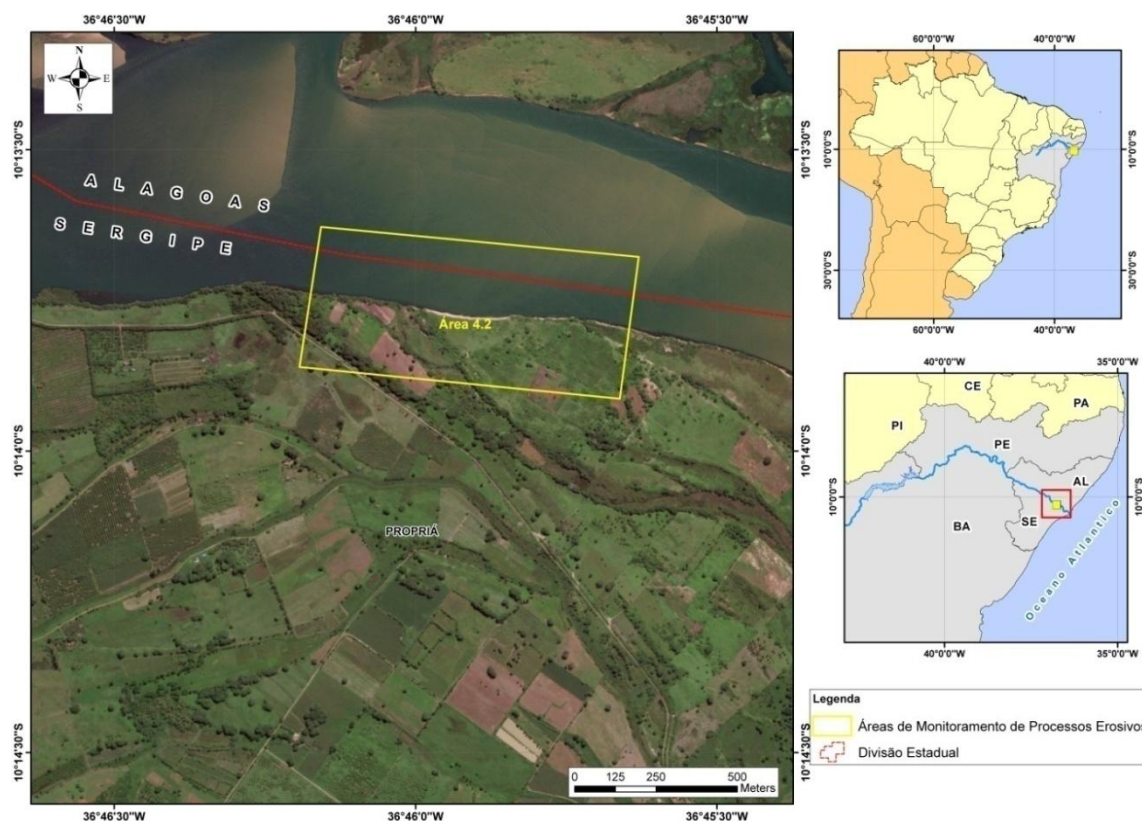 36°46'30"W 36°46'0"W 36°45'30"W
N
W E
S
10°13'30"S 10°13'30"S
ALAGOAS
SERGIPE
Área 4.2
10°14'0"S 10°14'0"S
PROPRIÁ
10°14'30"S 10°14'30"S
0 125 250 500
Meters
36°46'30"W 36°46'0"W 36°45'30"W
60°0'0"W 40°0'0"W
10°0'0"S 10°0'0"S
30°0'0"S 30°0'0"S
60°0'0"W 40°0'0"W
40°0'0"W 35°0'0"W
CE
PA
PI
PE
AL
10°0'0"S 10°0'0"S
SE
BA
Oceano Atlantico
40°0'0"W 35°0'0"W
Legenda
Áreas de Monitoramento de Processos Erosivos
Divisão Estadual